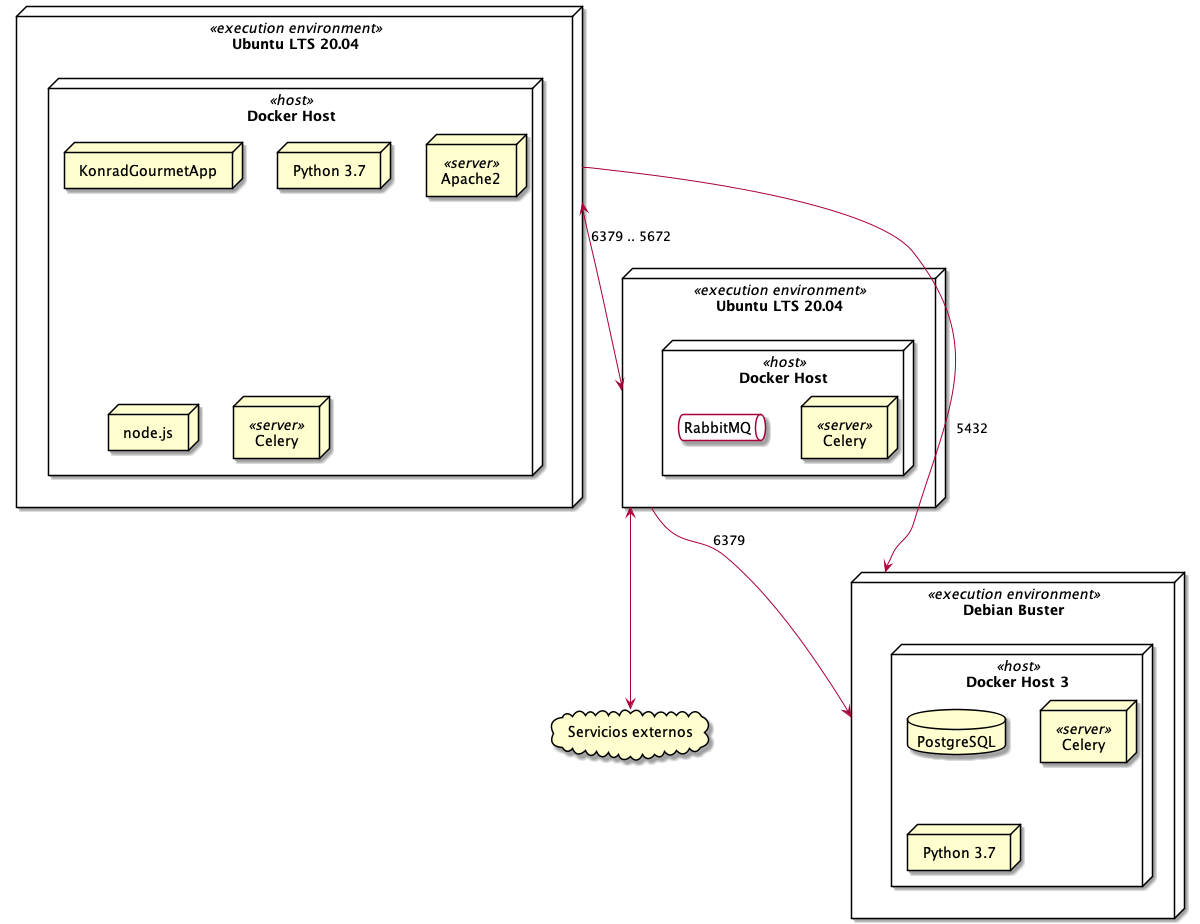 «execution environment»
Ubuntu LTS 20.04
«host»
Docker Host
KonradGourmetApp
Python 3.7
«server»
Apache2
node.js
«server»
Celery
6379 .. 5672
«execution environment»
Ubuntu LTS 20.04
«host»
Docker Host
RabbitMQ
«server»
Celery
5432
6379
Servicios externos
«execution environment»
Debian Buster
«host»
Docker Host 3
PostgreSQL
«server»
Celery
Python 3.7